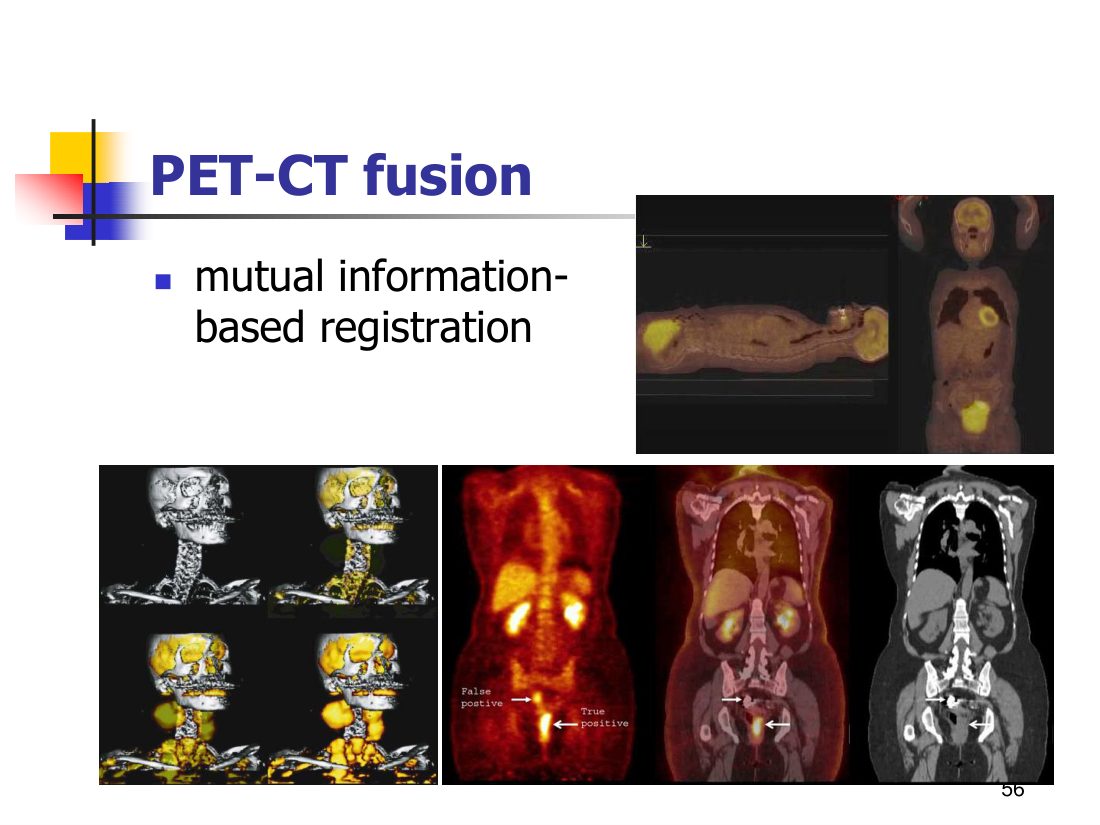 PET-CT fusion
mutual information-
based registration
False
postive
True
positive
56